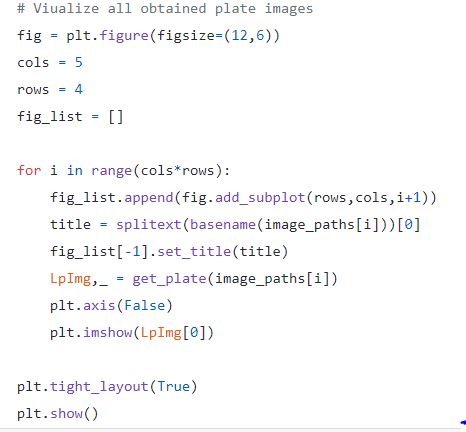 # Viualize all obtained plate images
fig = plt.figure(figsize=(12,6))
cols = 5
rows = 4
fig_list = []

for i in range(cols*rows):
    fig_list.append(fig.add_subplot(rows,cols,i+1))
    title = splitext(basename(image_paths[i]))[0]
    fig_list[-1].set_title(title)
    LpImg,_ = get_plate(image_paths[i])
    plt.axis(False)
    plt.imshow(LpImg[0])

plt.tight_layout(True)
plt.show()